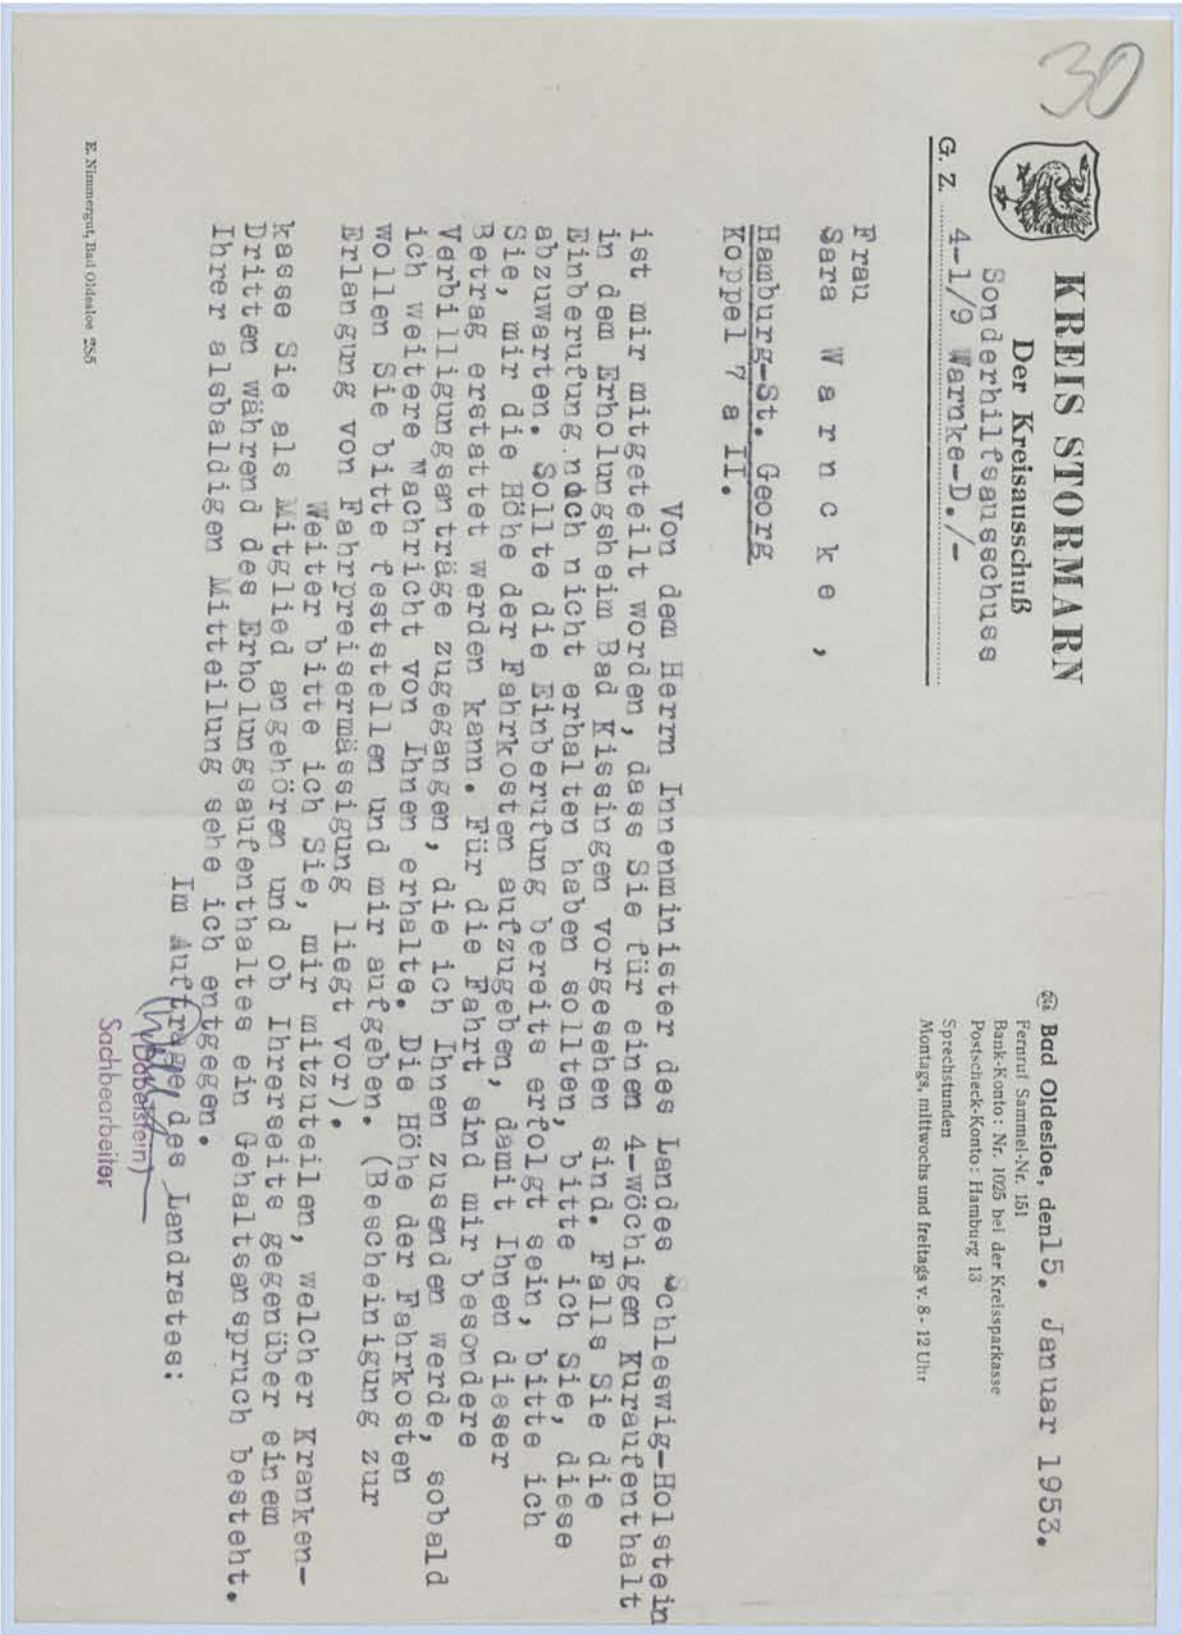 30
KREIS STORMARN
Der Kreisausschuß
Sonderhilfsausschuss
G. Z. 4-1/9 Warnke-D./-
24a Bad Oldesloe, den 15. Januar 1953.
Fernruf Sammel-Nr. 151
Bank-Konto: Nr. 1025 bei der Kreissparkasse
Postscheck-Konto: Hamburg 13
Sprechstunden
Montags, mittwochs und freitags v. 8 - 12 Uhr
Frau
Sara W a r n c k e ,
Hamburg-St. Georg
Koppel 7 a II.
Von dem Herrn Innenminister des Landes Schleswig-Holstein
ist mir mitgeteilt worden, dass Sie für einen 4-wöchigen Kuraufenthalt
in dem Erholungsheim Bad Kissingen vorgesehen sind. Falls Sie die
Einberufung noch nicht erhalten haben sollten, bitte ich Sie, diese
abzuwarten. Sollte die Einberufung bereits erfolgt sein, bitte ich
Sie, mir die Höhe der Fahrkosten aufzugeben, damit Ihnen dieser
Betrag erstattet werden kann. Für die Fahrt sind mir besondere
Verbilligungsanträge zugegangen, die ich Ihnen zusenden werde, sobald
ich weitere Nachricht von Ihnen erhalte. Die Höhe der Fahrkosten
wollen Sie bitte feststellen und mir aufgeben. (Bescheinigung zur
Erlangung von Fahrpreisermässigung liegt vor).
Weiter bitte ich Sie, mir mitzuteilen, welcher Kranken-
kasse Sie als Mitglied angehören und ob Ihrerseits gegenüber einem
Dritten während des Erholungsaufenthaltes ein Gehaltsanspruch besteht.
Ihrer alsbaldigen Mitteilung sehe ich entgegen.
Im Auftrage des Landrates:
(Dabelstein)
Sachbearbeiter
E. Nimmergut, Bad Oldesloe 285